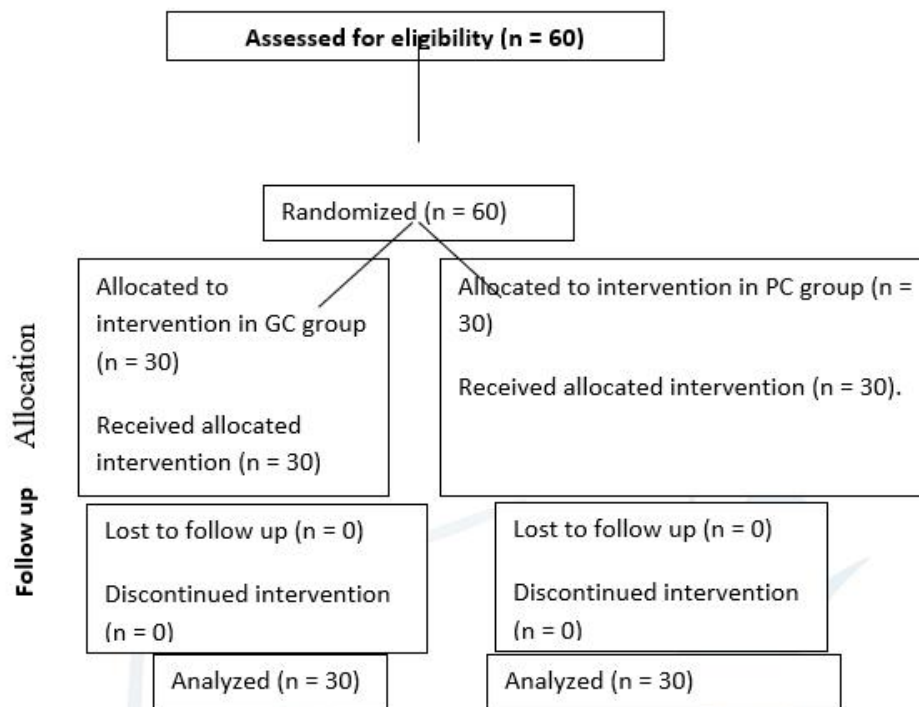 Assessed for eligibility (n = 60)
Randomized (n = 60)
Allocation
Allocated to
intervention in GC group
(n = 30)
Received allocated
intervention (n = 30)
Allocated to intervention in PC group (n =
30)
Received allocated intervention (n = 30).
Follow up
Lost to follow up (n = 0)
Discontinued intervention
(n = 0)
Lost to follow up (n = 0)
Discontinued intervention
(n = 0)
Analyzed (n = 30)
Analyzed (n = 30)